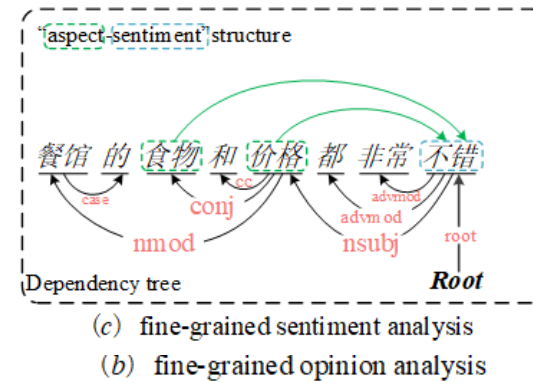 “aspect-sentiment” structure
餐馆 的 食物 和 价格 都 非常 不错
case cc advmod
conj advmod root
nmod nsubj
Dependency tree Root
(c) fine-grained sentiment analysis
(b) fine-grained opinion analysis